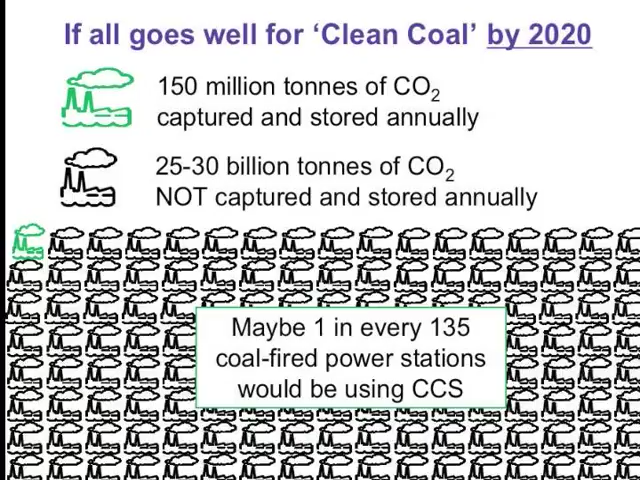 If all goes well for ‘Clean Coal’ by 2020
150 million tonnes of CO₂
captured and stored annually
25-30 billion tonnes of CO₂
NOT captured and stored annually
Maybe 1 in every 135
coal-fired power stations
would be using CCS